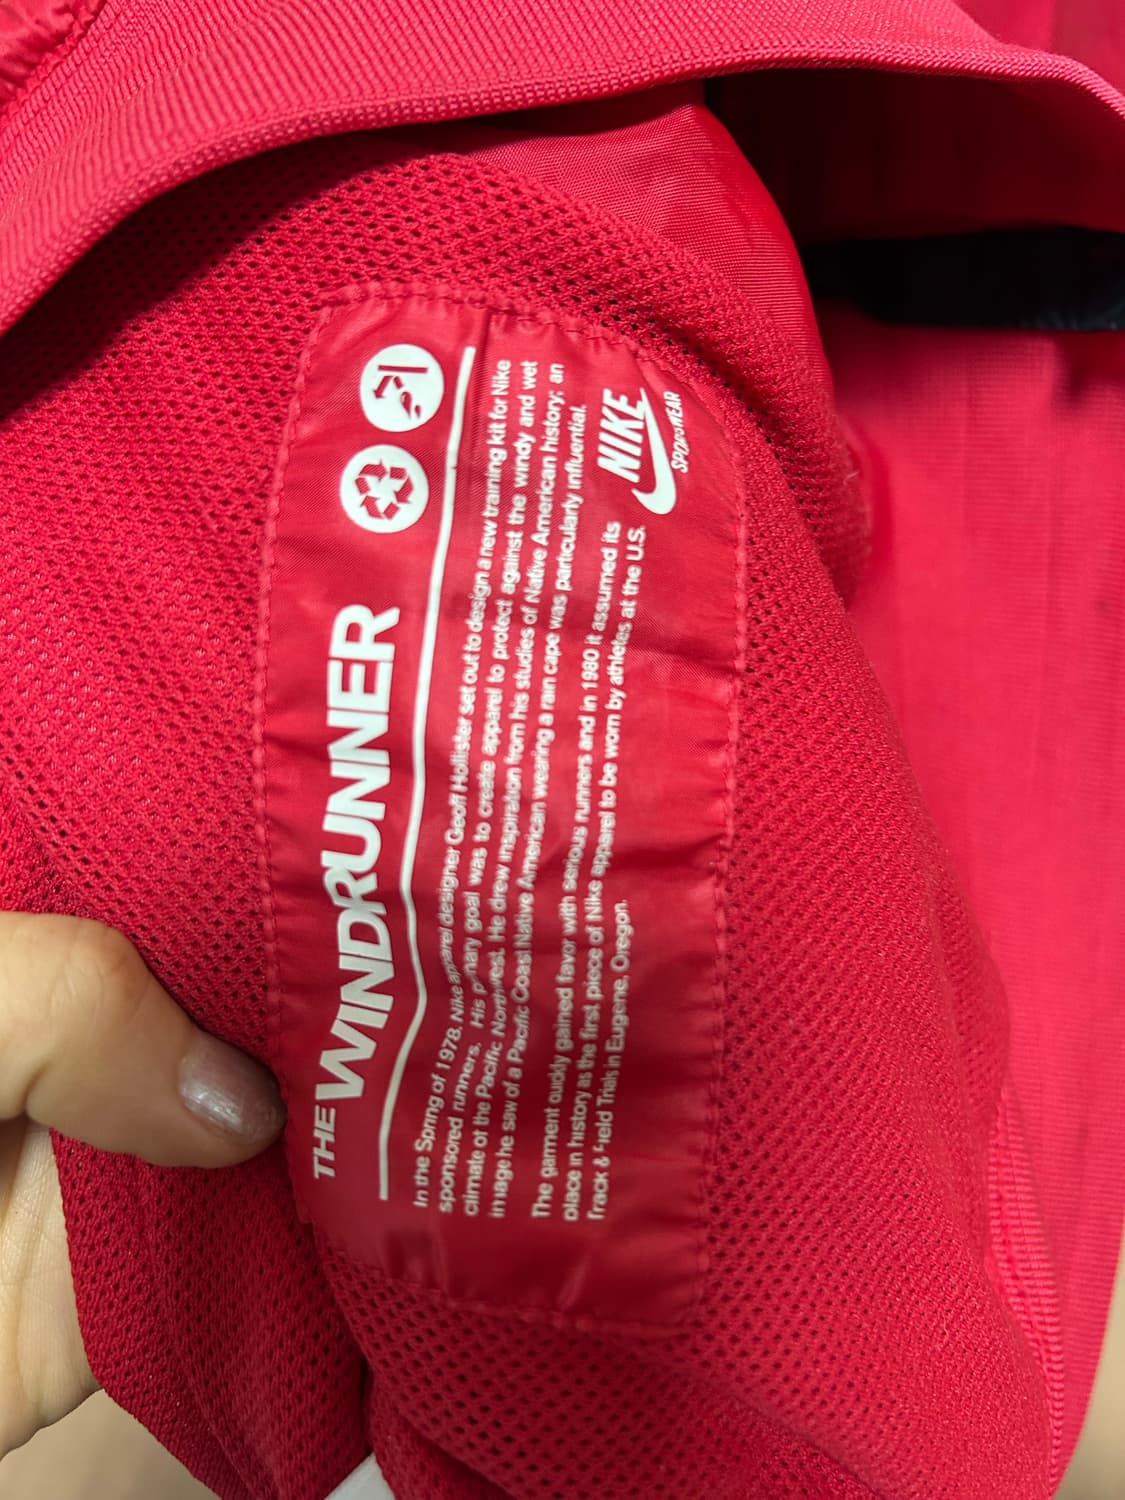 THE WINDRUNNER
In the Spring of 1978, Nike apparel designer Geoff Hollister set out to design a new training kit for Nike
sponsored runners. His primary goal was to create apparel to protect against the windy and wet
climate of the Pacific Northwest. He drew inspiration from his studies of Native American history; an
image he saw of a Pacific Coast Native American wearing a rain cape was particularly influential.
The garment quickly gained favor with serious runners and in 1980 it assumed its
place in history as the first piece of Nike apparel to be worn by athletes at the U.S.
Track & Field Trials in Eugene, Oregon.
NIKE
SPORTSWEAR